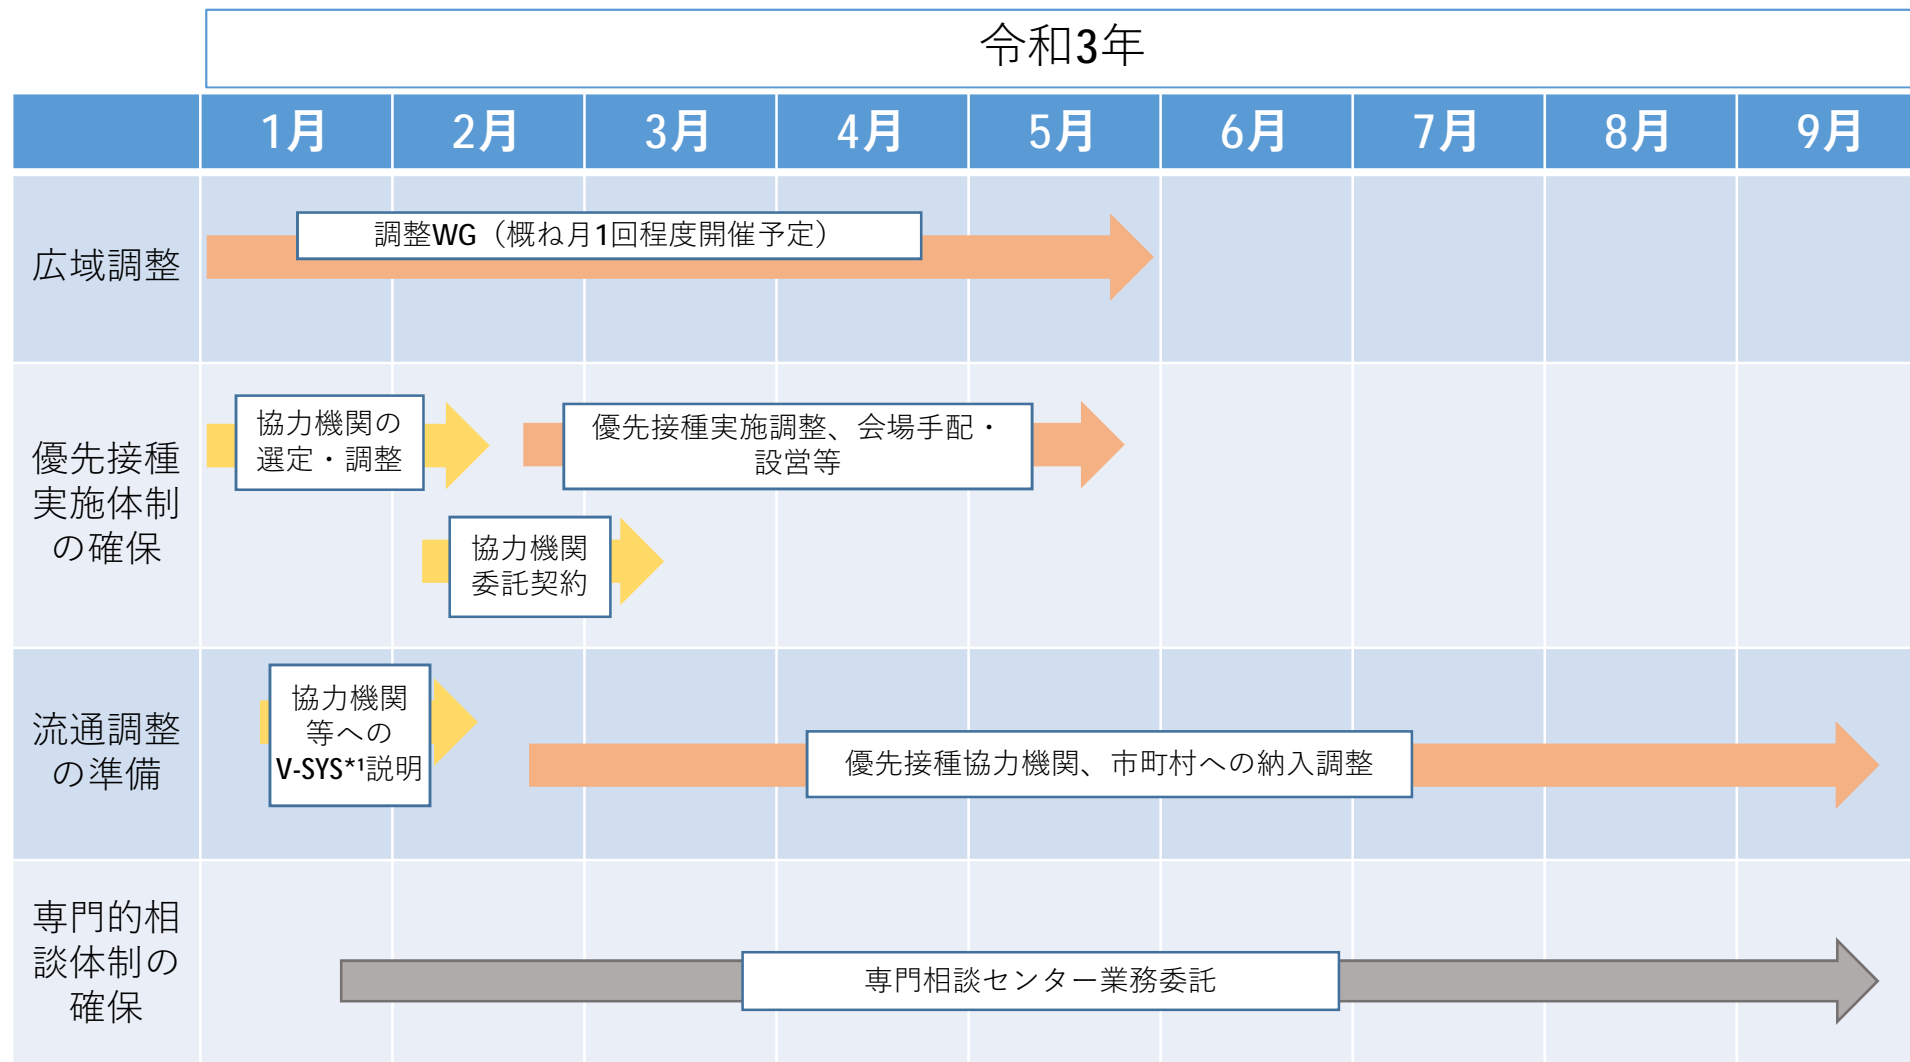 令和3年
1月 2月 3月 4月 5月 6月 7月 8月 9月
広域調整
調整WG（概ね月1回程度開催予定）
優先接種
実施体制
の確保
協力機関の
選定・調整
優先接種実施調整、会場手配・
設営等
協力機関
委託契約
流通調整
の準備
協力機関
等への
V-SYS*1説明
優先接種協力機関、市町村への納入調整
専門的相
談体制の
確保
専門相談センター業務委託